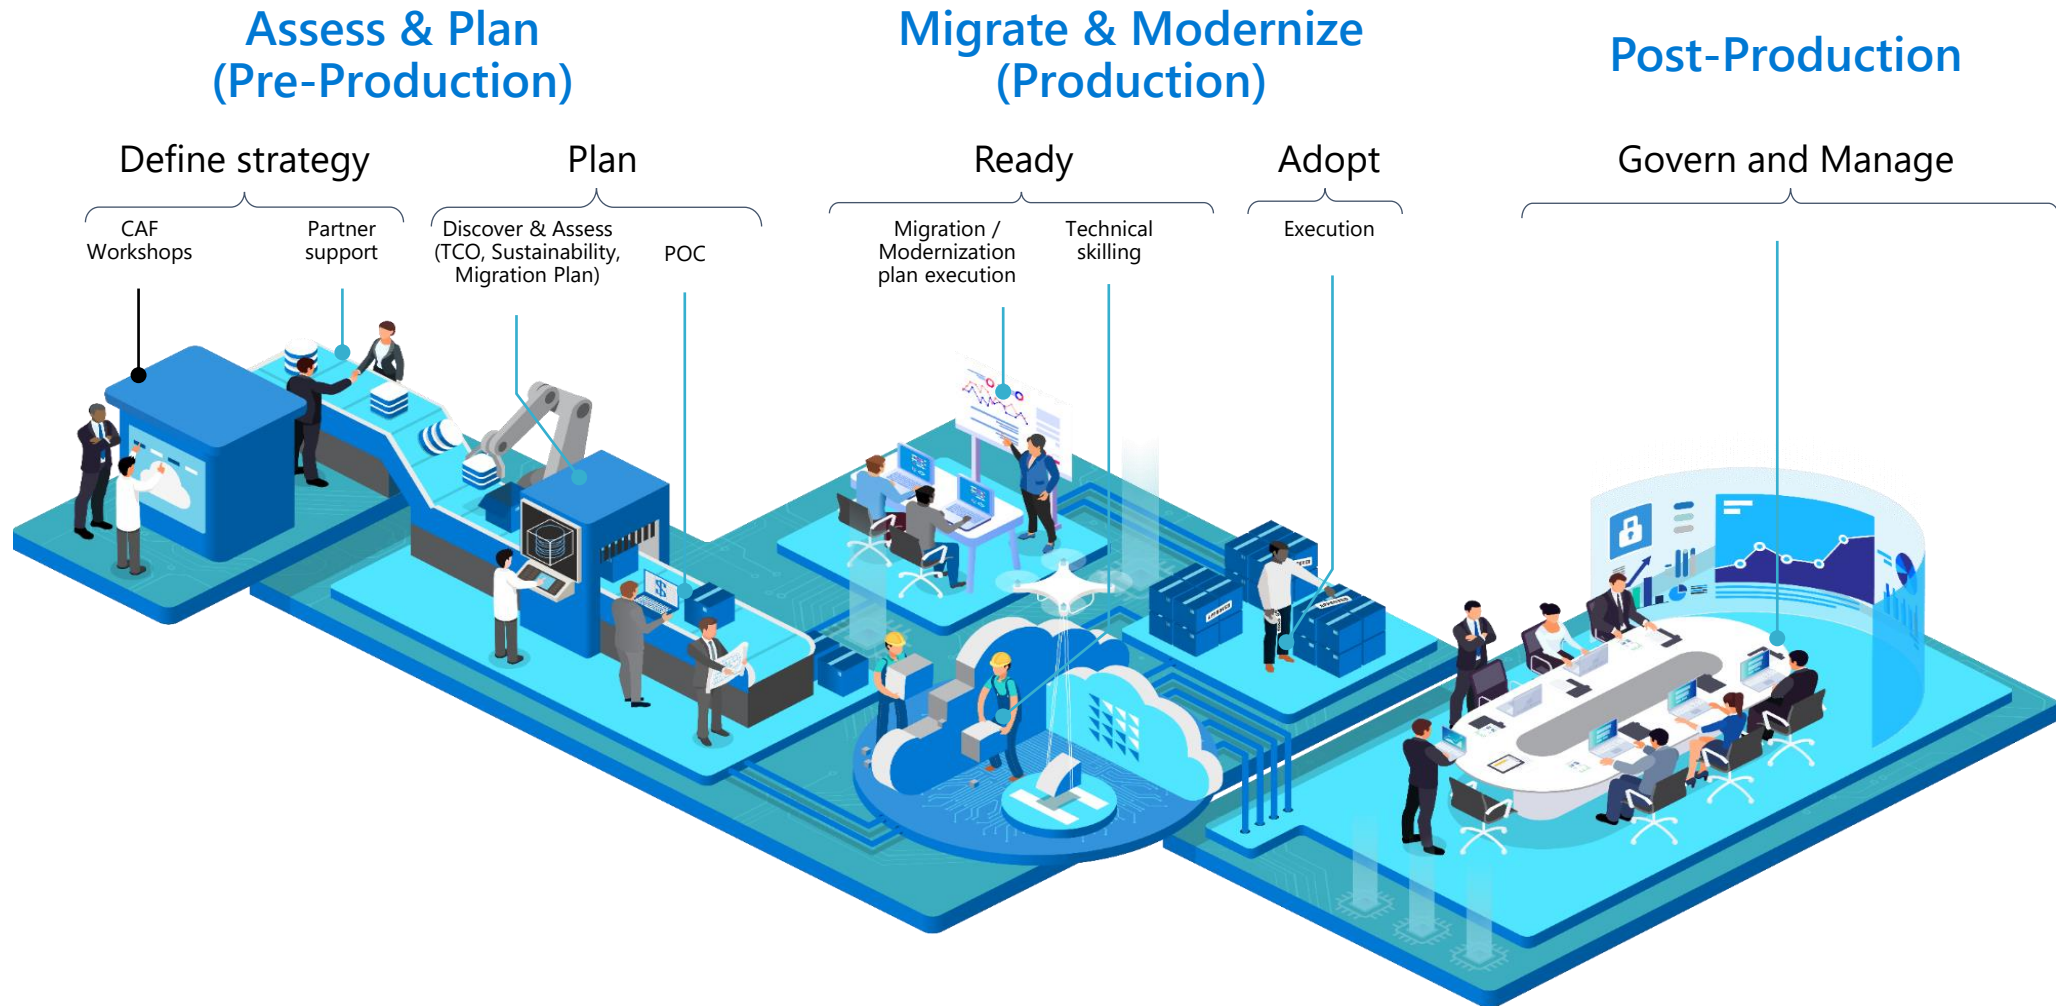 Assess & Plan
(Pre-Production)
Migrate & Modernize
(Production)
Post-Production
Define strategy
Plan
Ready
Adopt
Govern and Manage
CAF
Workshops
Partner
support
Discover & Assess
(TCO, Sustainability,
Migration Plan)
POC
Migration /
Modernization
plan execution
Technical
skilling
Execution
$